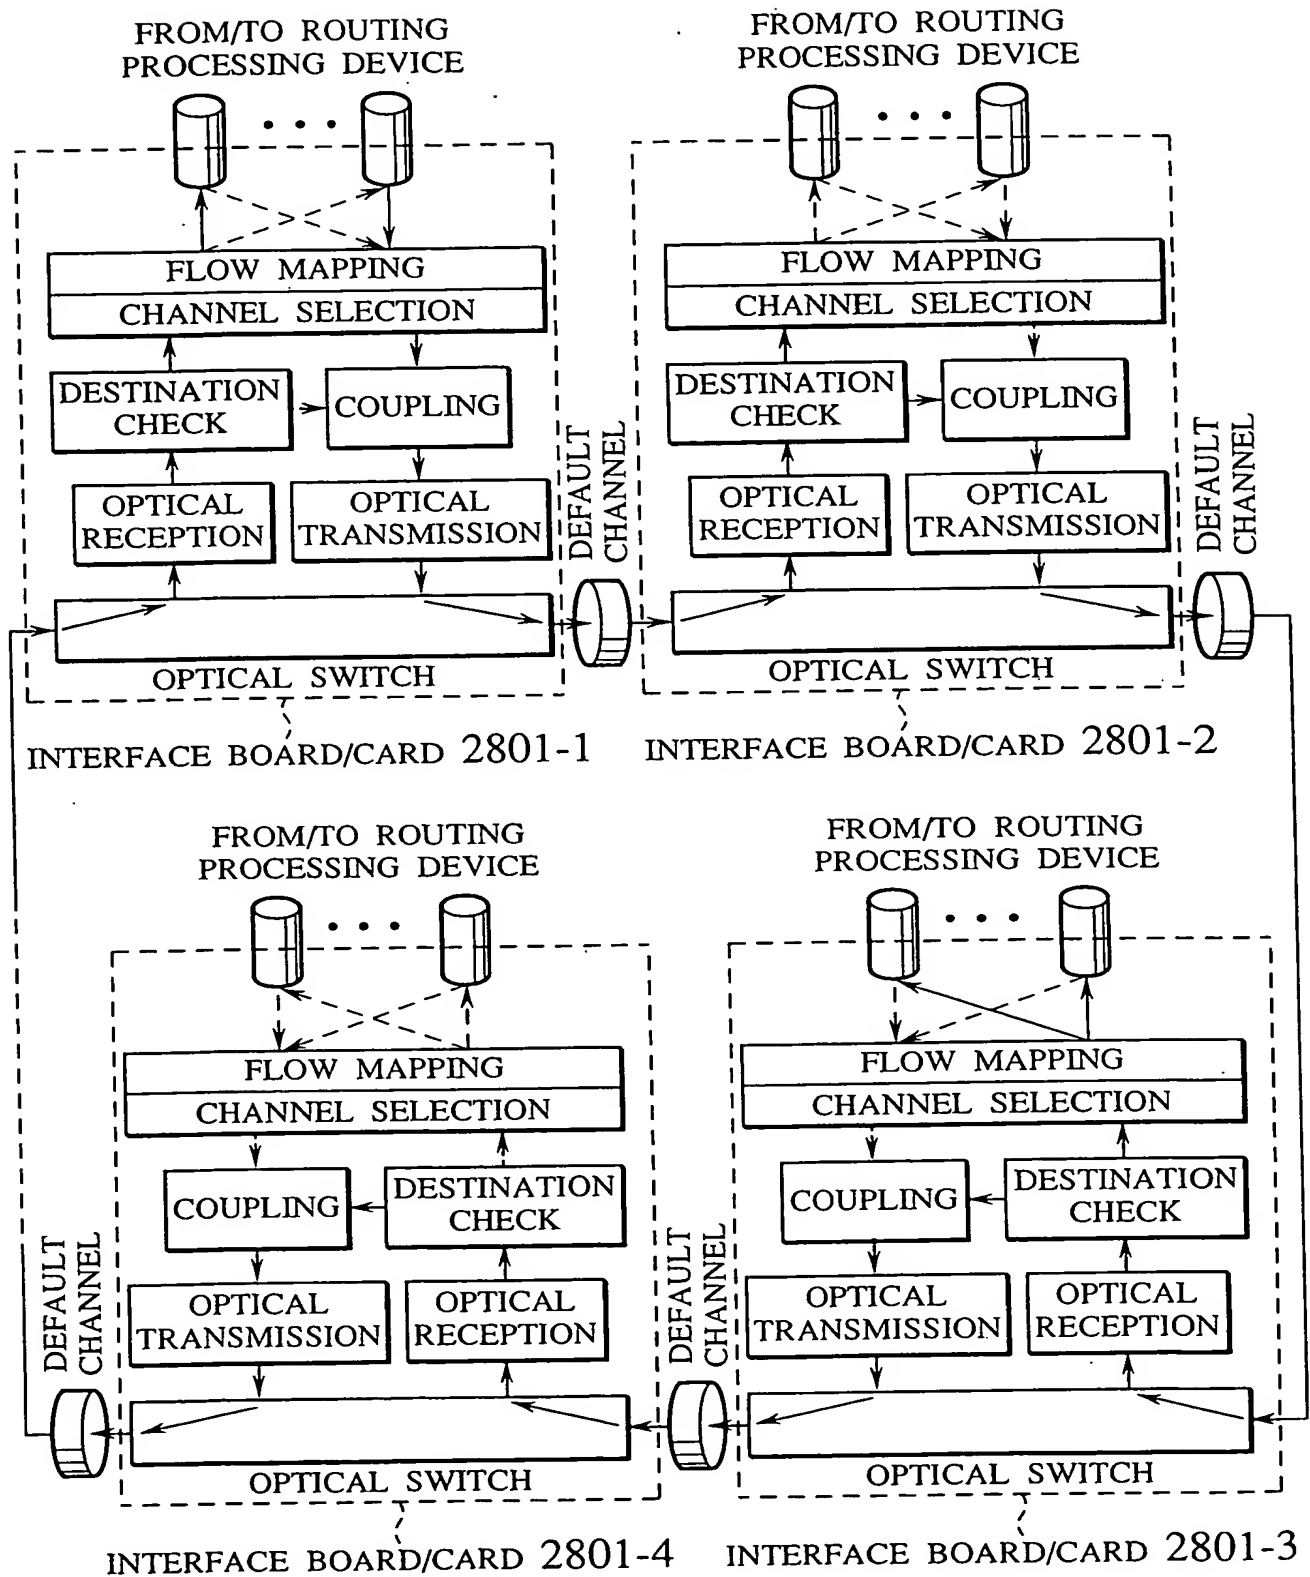 FROM/TO ROUTING
PROCESSING DEVICE
FLOW MAPPING
CHANNEL SELECTION
DESTINATION
CHECK
COUPLING
OPTICAL
RECEPTION
OPTICAL
TRANSMISSION
OPTICAL SWITCH
DEFAULT
CHANNEL
INTERFACE BOARD/CARD 2801-1
FROM/TO ROUTING
PROCESSING DEVICE
FLOW MAPPING
CHANNEL SELECTION
DESTINATION
CHECK
COUPLING
OPTICAL
RECEPTION
OPTICAL
TRANSMISSION
OPTICAL SWITCH
DEFAULT
CHANNEL
INTERFACE BOARD/CARD 2801-2
FROM/TO ROUTING
PROCESSING DEVICE
FLOW MAPPING
CHANNEL SELECTION
COUPLING
DESTINATION
CHECK
OPTICAL
TRANSMISSION
OPTICAL
RECEPTION
OPTICAL SWITCH
DEFAULT
CHANNEL
INTERFACE BOARD/CARD 2801-4
FROM/TO ROUTING
PROCESSING DEVICE
FLOW MAPPING
CHANNEL SELECTION
COUPLING
DESTINATION
CHECK
OPTICAL
TRANSMISSION
OPTICAL
RECEPTION
OPTICAL SWITCH
DEFAULT
CHANNEL
INTERFACE BOARD/CARD 2801-3